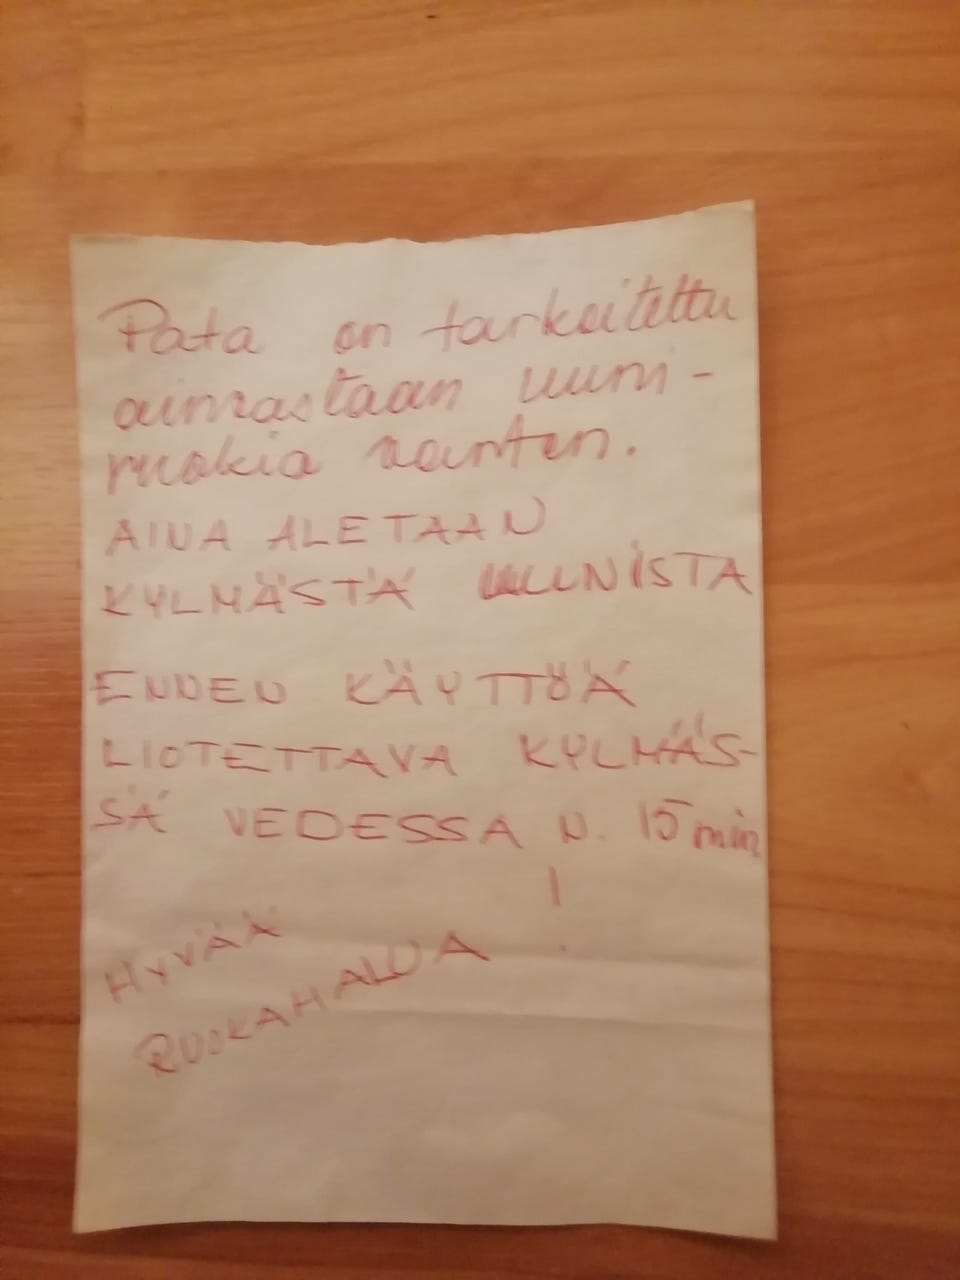 Pata on tarkoitettu
ainoastaan uuni-
ruokia varten.
AINA ALETAAN
KYLMÄSTÄ UUNISTA
ENNEN KÄYTTÖÄ
LIOTETTAVA KYLMÄS-
SÄ VEDESSA N. 15 min
HYVÄÄ
RUOKAHALUA !